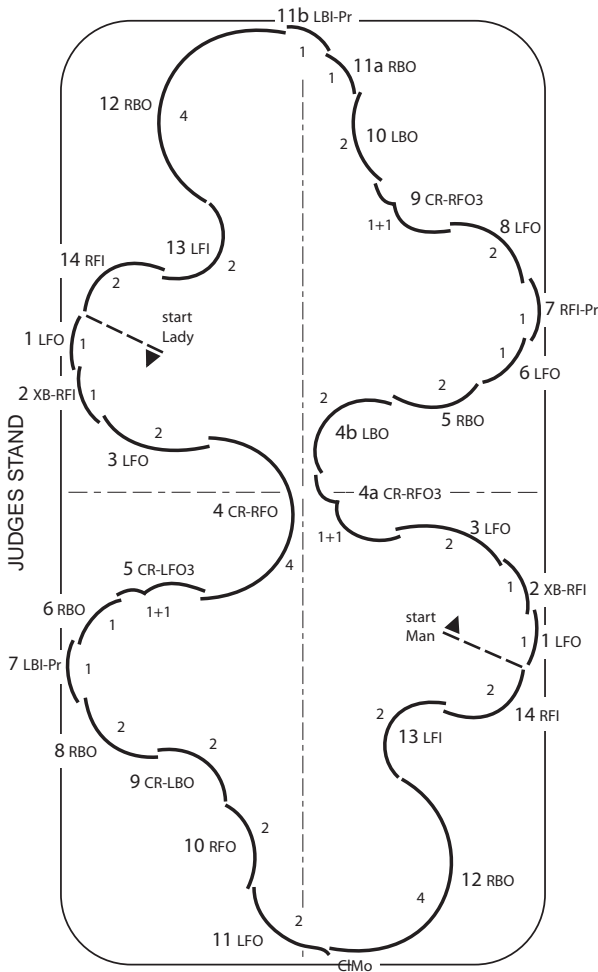 11b LBI-Pr
1
11a RBO
1
12 RBO
4
10 LBO
2
9 CR-RFO3
1+1
8 LFO
2
13 LFI
2
14 RFI
2
7 RFI-Pr
1
start
Lady
1 LFO
1
6 LFO
1
2 XB-RFI
1
2
5 RBO
2
4b LBO
2
3 LFO
JUDGES STAND
4a CR-RFO3
4 CR-RFO
4
1+1
3 LFO
2
5 CR-LFO3
1+1
2 XB-RFI
1
6 RBO
1
start
Man
1 LFO
1
7 LBI-Pr
1
14 RFI
2
13 LFI
2
8 RBO
2
2
9 CR-LBO
10 RFO
2
12 RBO
4
11 LFO
2
ClMo